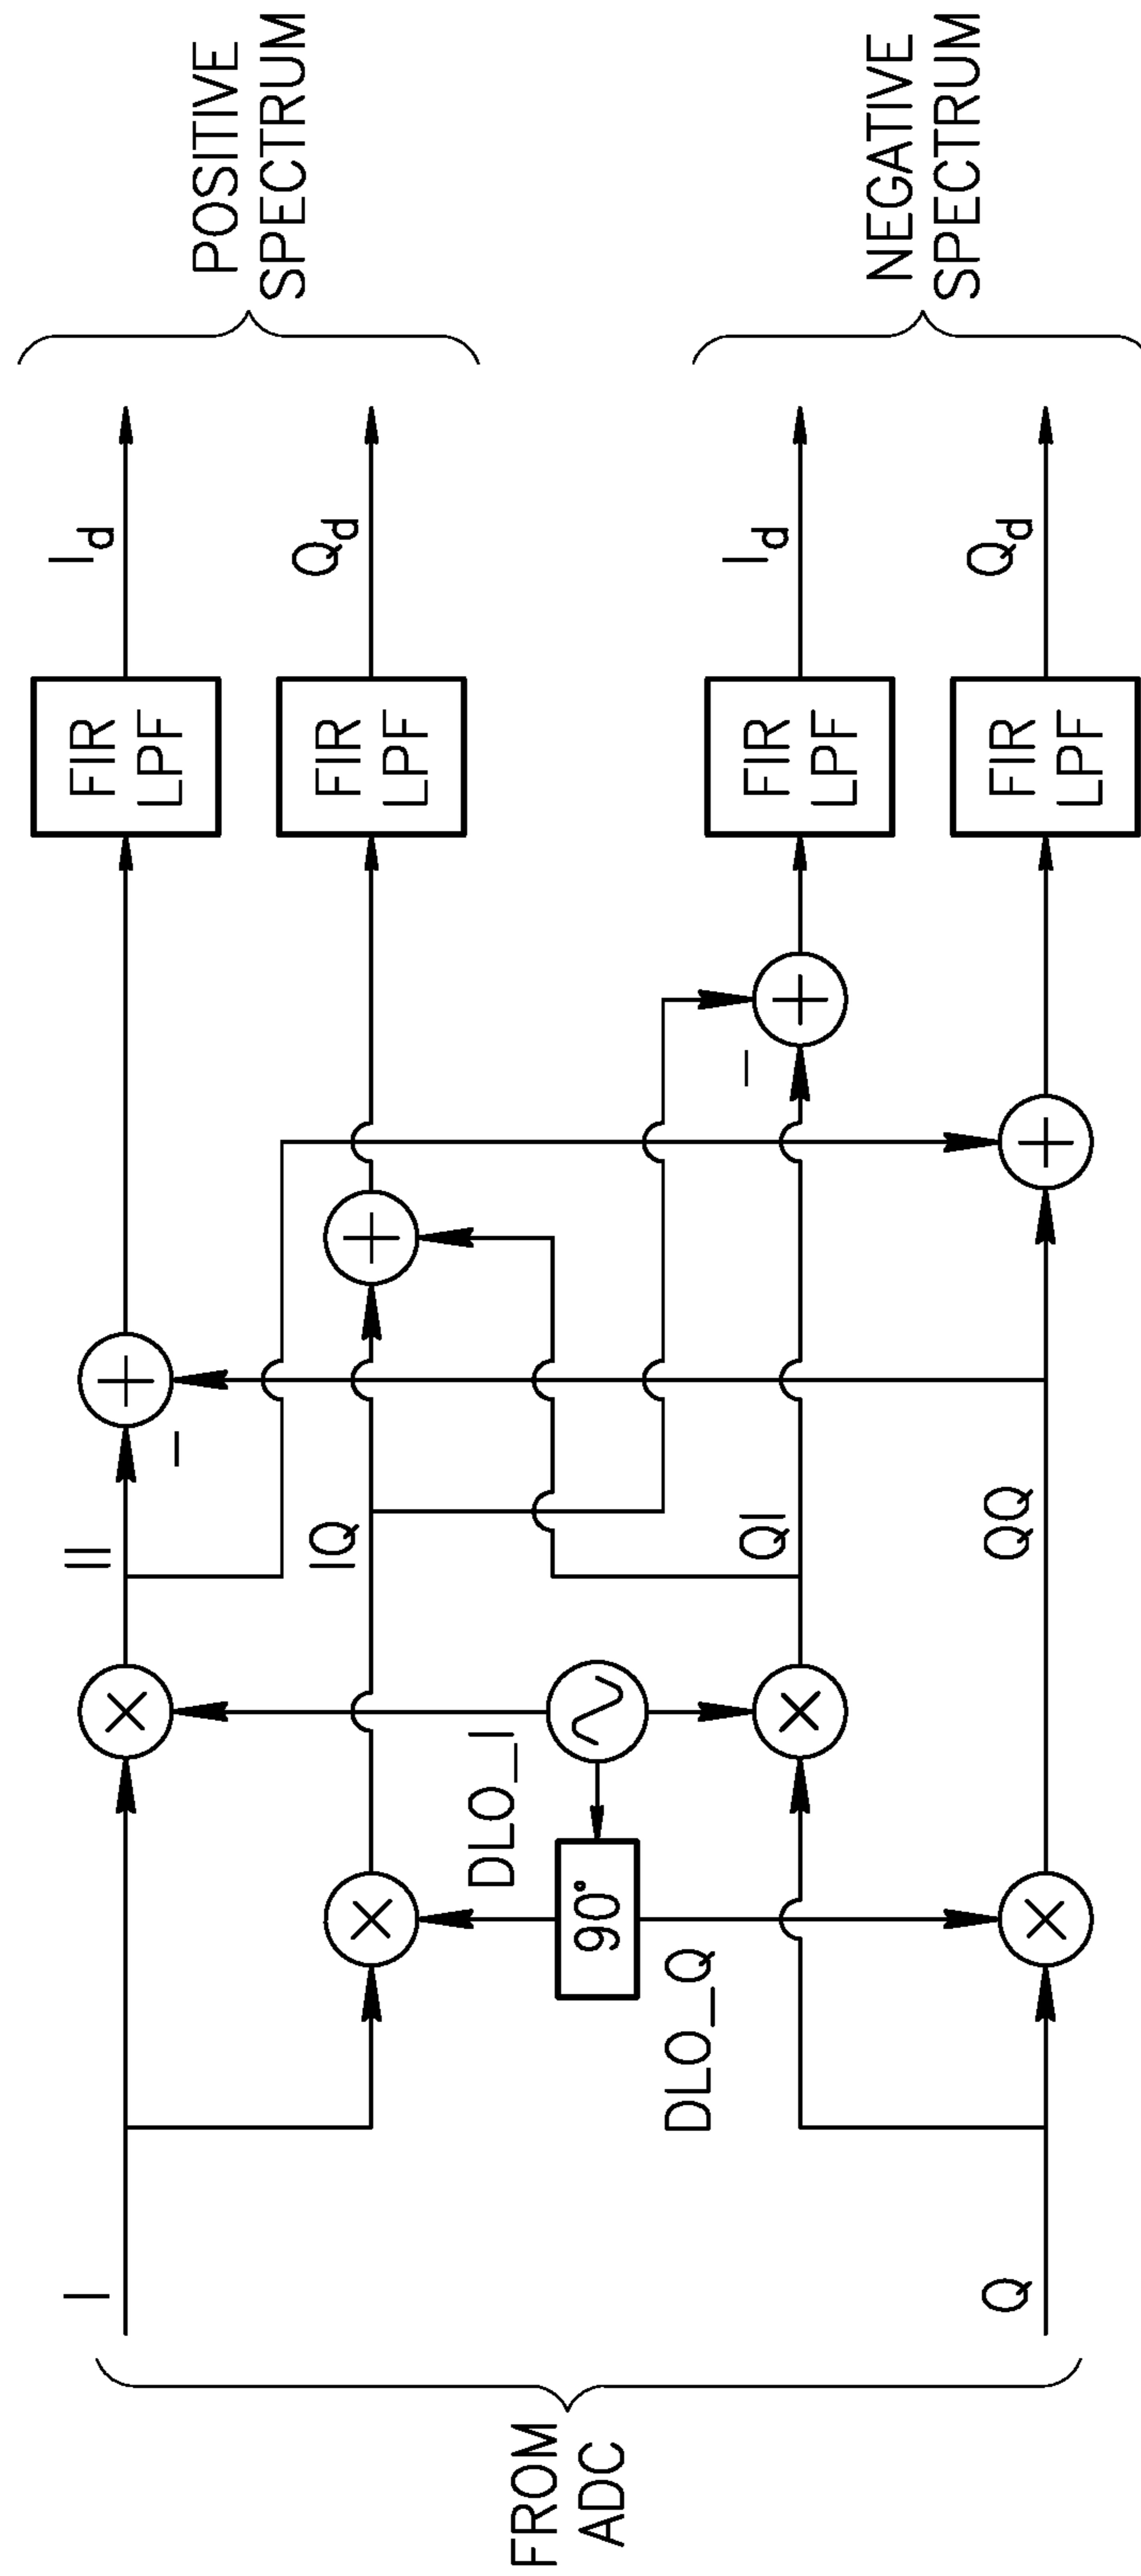 FROM
ADC
I
Q
DLO_I
90°
DLO_Q
II
IQ
QI
QQ
−
−
FIR
LPF
FIR
LPF
FIR
LPF
FIR
LPF
I_d
Q_d
I_d
Q_d
POSITIVE
SPECTRUM
NEGATIVE
SPECTRUM